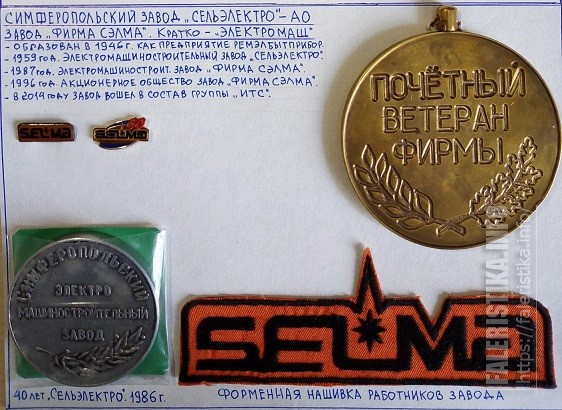 СИМФЕРОПОЛЬСКИЙ ЗАВОД „СЕЛЬЭЛЕКТРО"-АО
ЗАВОД „ФИРМА СЭЛМА. КРАТКО - „ЭЛЕКТРОМАШ"
- ОБРАЗОВАН В 1946Г. КАК ПРЕДПРИЯТИЕ РЕМЭЛБЫТПРИБОР.
- 1959 ГОД. ЭЛЕКТРОМАШИНОСТРОИТЕЛЬНЫЙ ЗАВОД „СЕЛЬЭЛЕКТРО"
- 1987 ГОД. ЭЛЕКТРОМАШИНОСТРОИТ. ЗАВОД „ФИРМА СЭЛМА".
- 1996 ГОД. АКЦИОНЕРНОЕ ОБЩЕСТВО ЗАВОД „ФИРМА СЭЛМА".
- В 2014 ГОДУ ЗАВОД ВОШЕЛ В СОСТАВ ГРУППЫ „ИТС".
SELMA
SELMA
ПОЧЁТНЫЙ
ВЕТЕРАН
ФИРМЫ
СИМФЕРОПОЛЬСКИЙ
ЭЛЕКТРО
МАШИНОСТРОИТЕЛЬНЫЙ
ЗАВОД
SELMA
40 ЛЕТ „СЕЛЬЭЛЕКТРО". 1986 Г.
ФОРМЕННАЯ НАШИВКА РАБОТНИКОВ ЗАВОДА
FALERISTIKA.INFO
https://faleristika.info